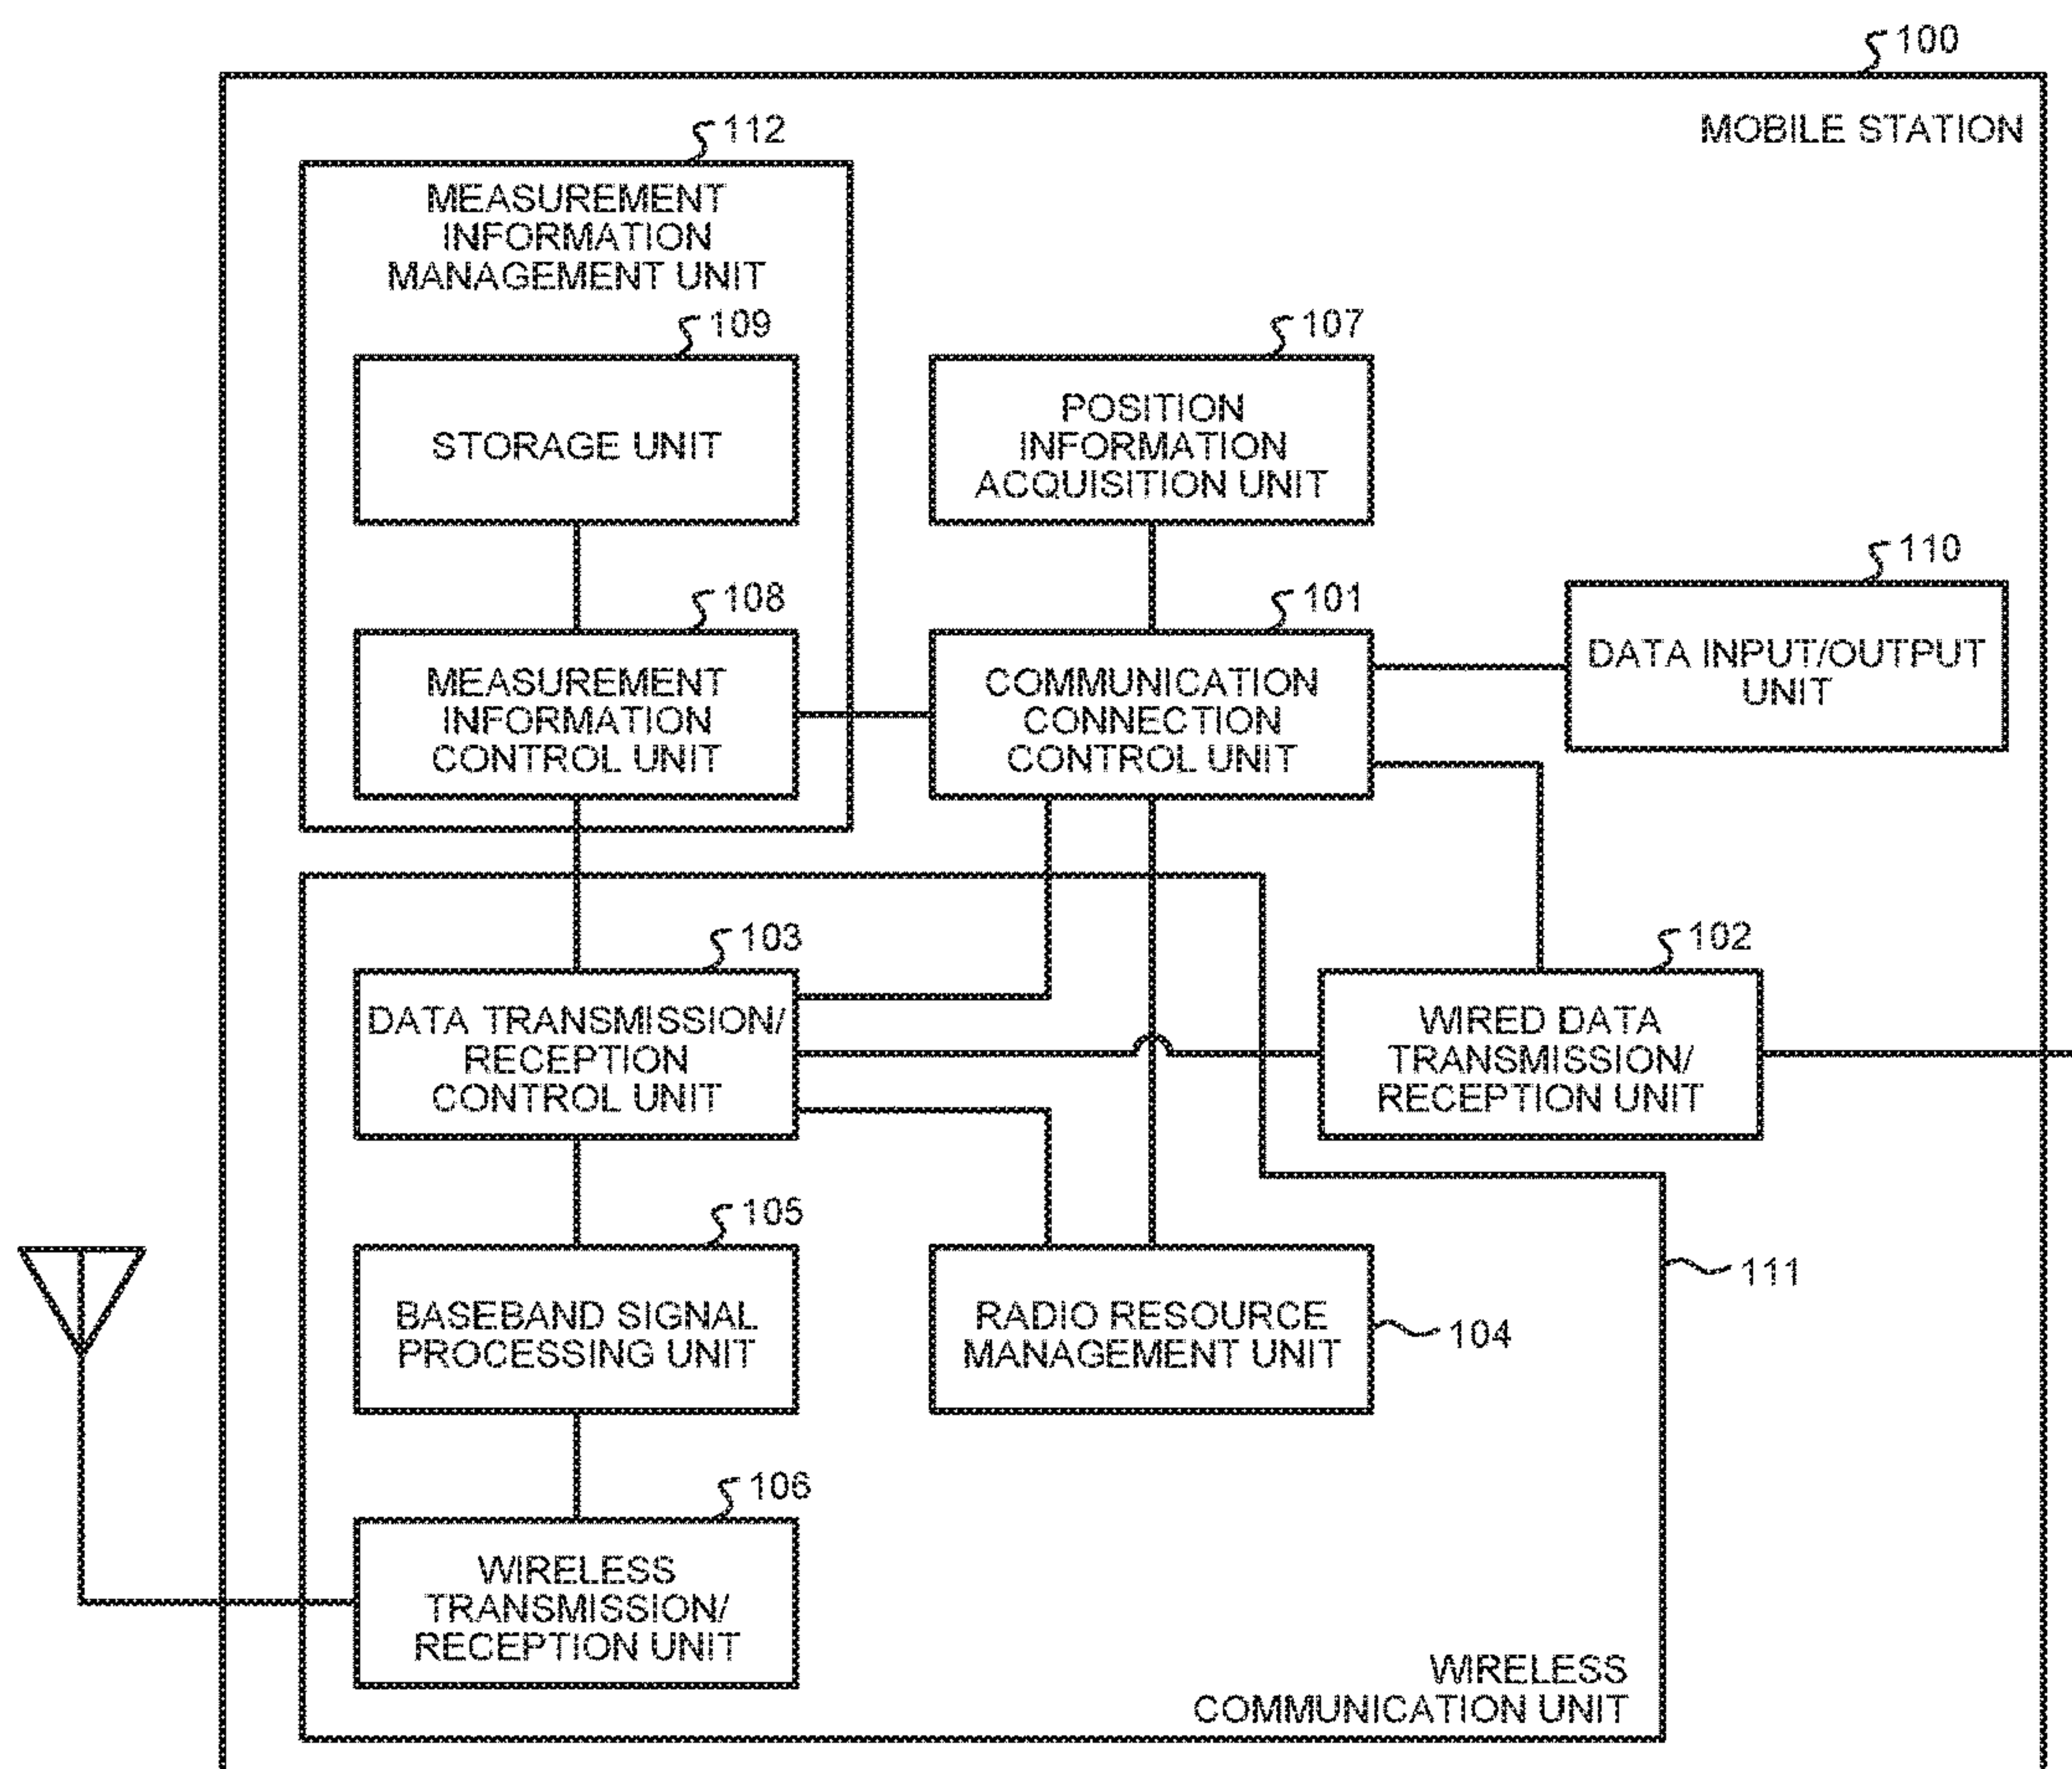 100
MOBILE STATION
112
MEASUREMENT
INFORMATION
MANAGEMENT UNIT
109
STORAGE UNIT
107
POSITION
INFORMATION
ACQUISITION UNIT
110
DATA INPUT/OUTPUT
UNIT
108
MEASUREMENT
INFORMATION
CONTROL UNIT
101
COMMUNICATION
CONNECTION
CONTROL UNIT
103
DATA TRANSMISSION/
RECEPTION
CONTROL UNIT
102
WIRED DATA
TRANSMISSION/
RECEPTION UNIT
105
BASEBAND SIGNAL
PROCESSING UNIT
RADIO RESOURCE
MANAGEMENT UNIT
104
111
106
WIRELESS
TRANSMISSION/
RECEPTION UNIT
WIRELESS
COMMUNICATION UNIT